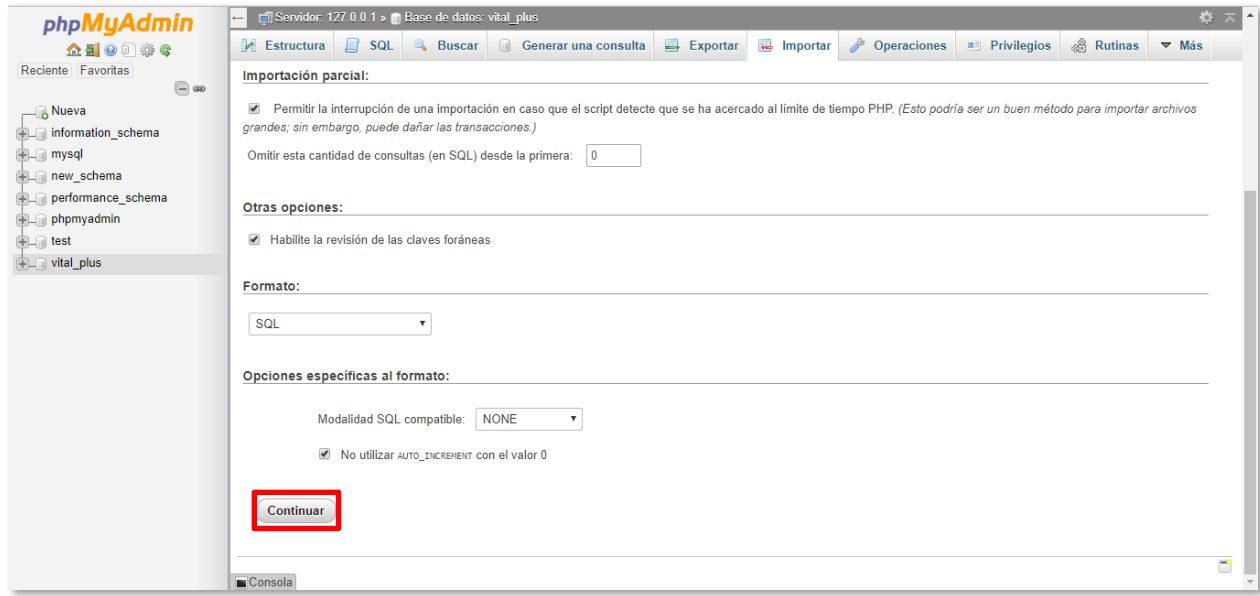 phpMyAdmin
Reciente Favoritas
Nueva
information_schema
mysql
new_schema
performance_schema
phpmyadmin
test
vital_plus
Servidor: 127.0.0.1 » Base de datos: vital_plus
Estructura SQL Buscar Generar una consulta Exportar Importar Operaciones Privilegios Rutinas Más
Importación parcial:
Permitir la interrupción de una importación en caso que el script detecte que se ha acercado al límite de tiempo PHP. (Esto podría ser un buen método para importar archivos
grandes; sin embargo, puede dañar las transacciones.)
Omitir esta cantidad de consultas (en SQL) desde la primera: 0
Otras opciones:
Habilite la revisión de las claves foráneas
Formato:
SQL
Opciones específicas al formato:
Modalidad SQL compatible: NONE
No utilizar AUTO_INCREMENT con el valor 0
Continuar
Consola